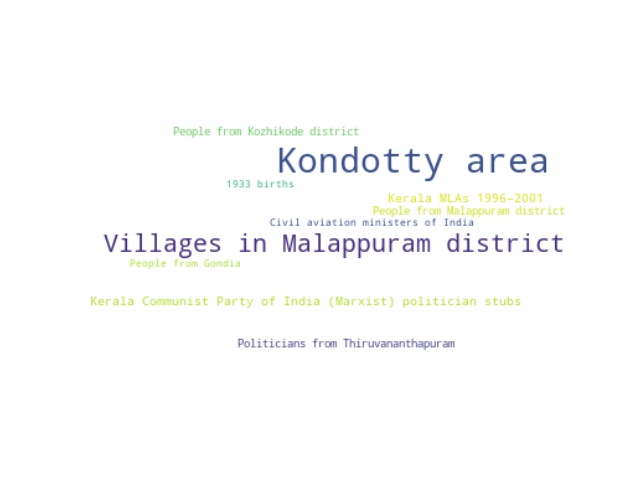 People from Kozhikode district
Kondotty area
1933 births
Kerala MLAs 1996–2001
People from Malappuram district
Civil aviation ministers of India
Villages in Malappuram district
People from Gondia
Kerala Communist Party of India (Marxist) politician stubs
Politicians from Thiruvananthapuram